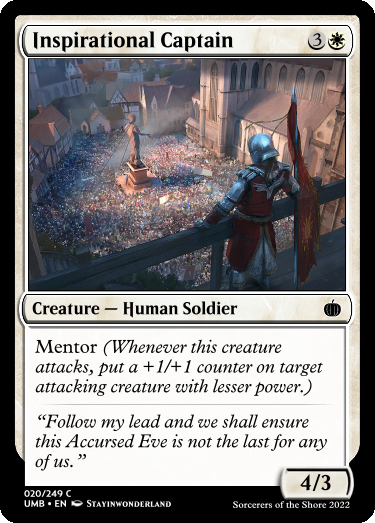 Inspirational Captain 3
Creature — Human Soldier
Mentor (Whenever this creature
attacks, put a +1/+1 counter on target
attacking creature with lesser power.)
“Follow my lead and we shall ensure
this Accursed Eve is not the last for any
of us.”
4/3
020/249 C
UMB • EN Stayinwonderland
Sorcerers of the Shore 2022